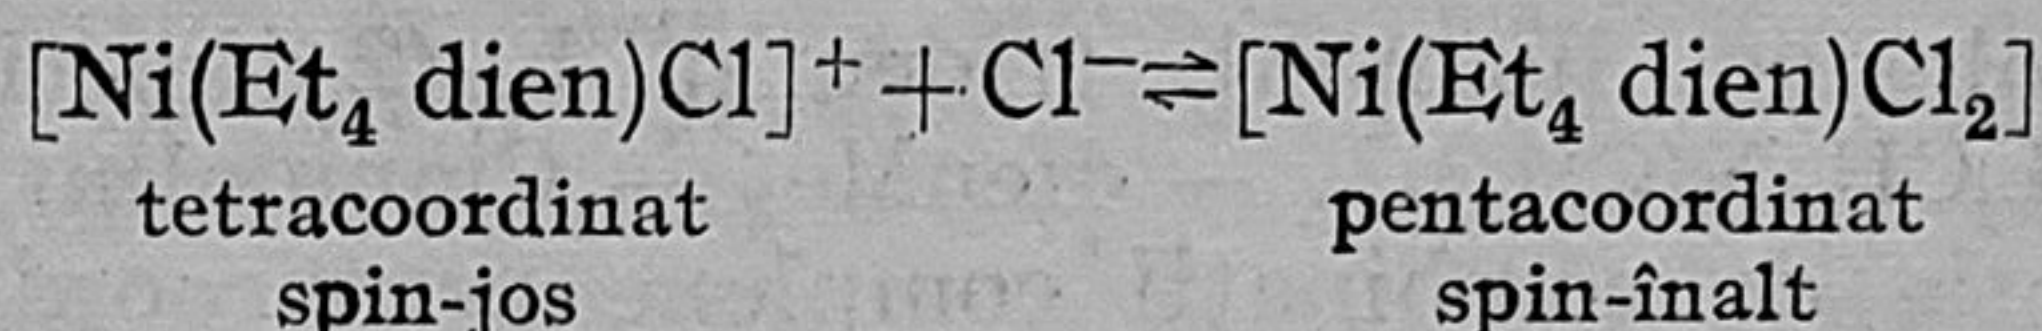 [Ni(Et₄ dien)Cl]⁺ + Cl⁻ ⇌ [Ni(Et₄ dien)Cl₂]
tetracoordinat pentacoordinat
spin-jos spin-înalt